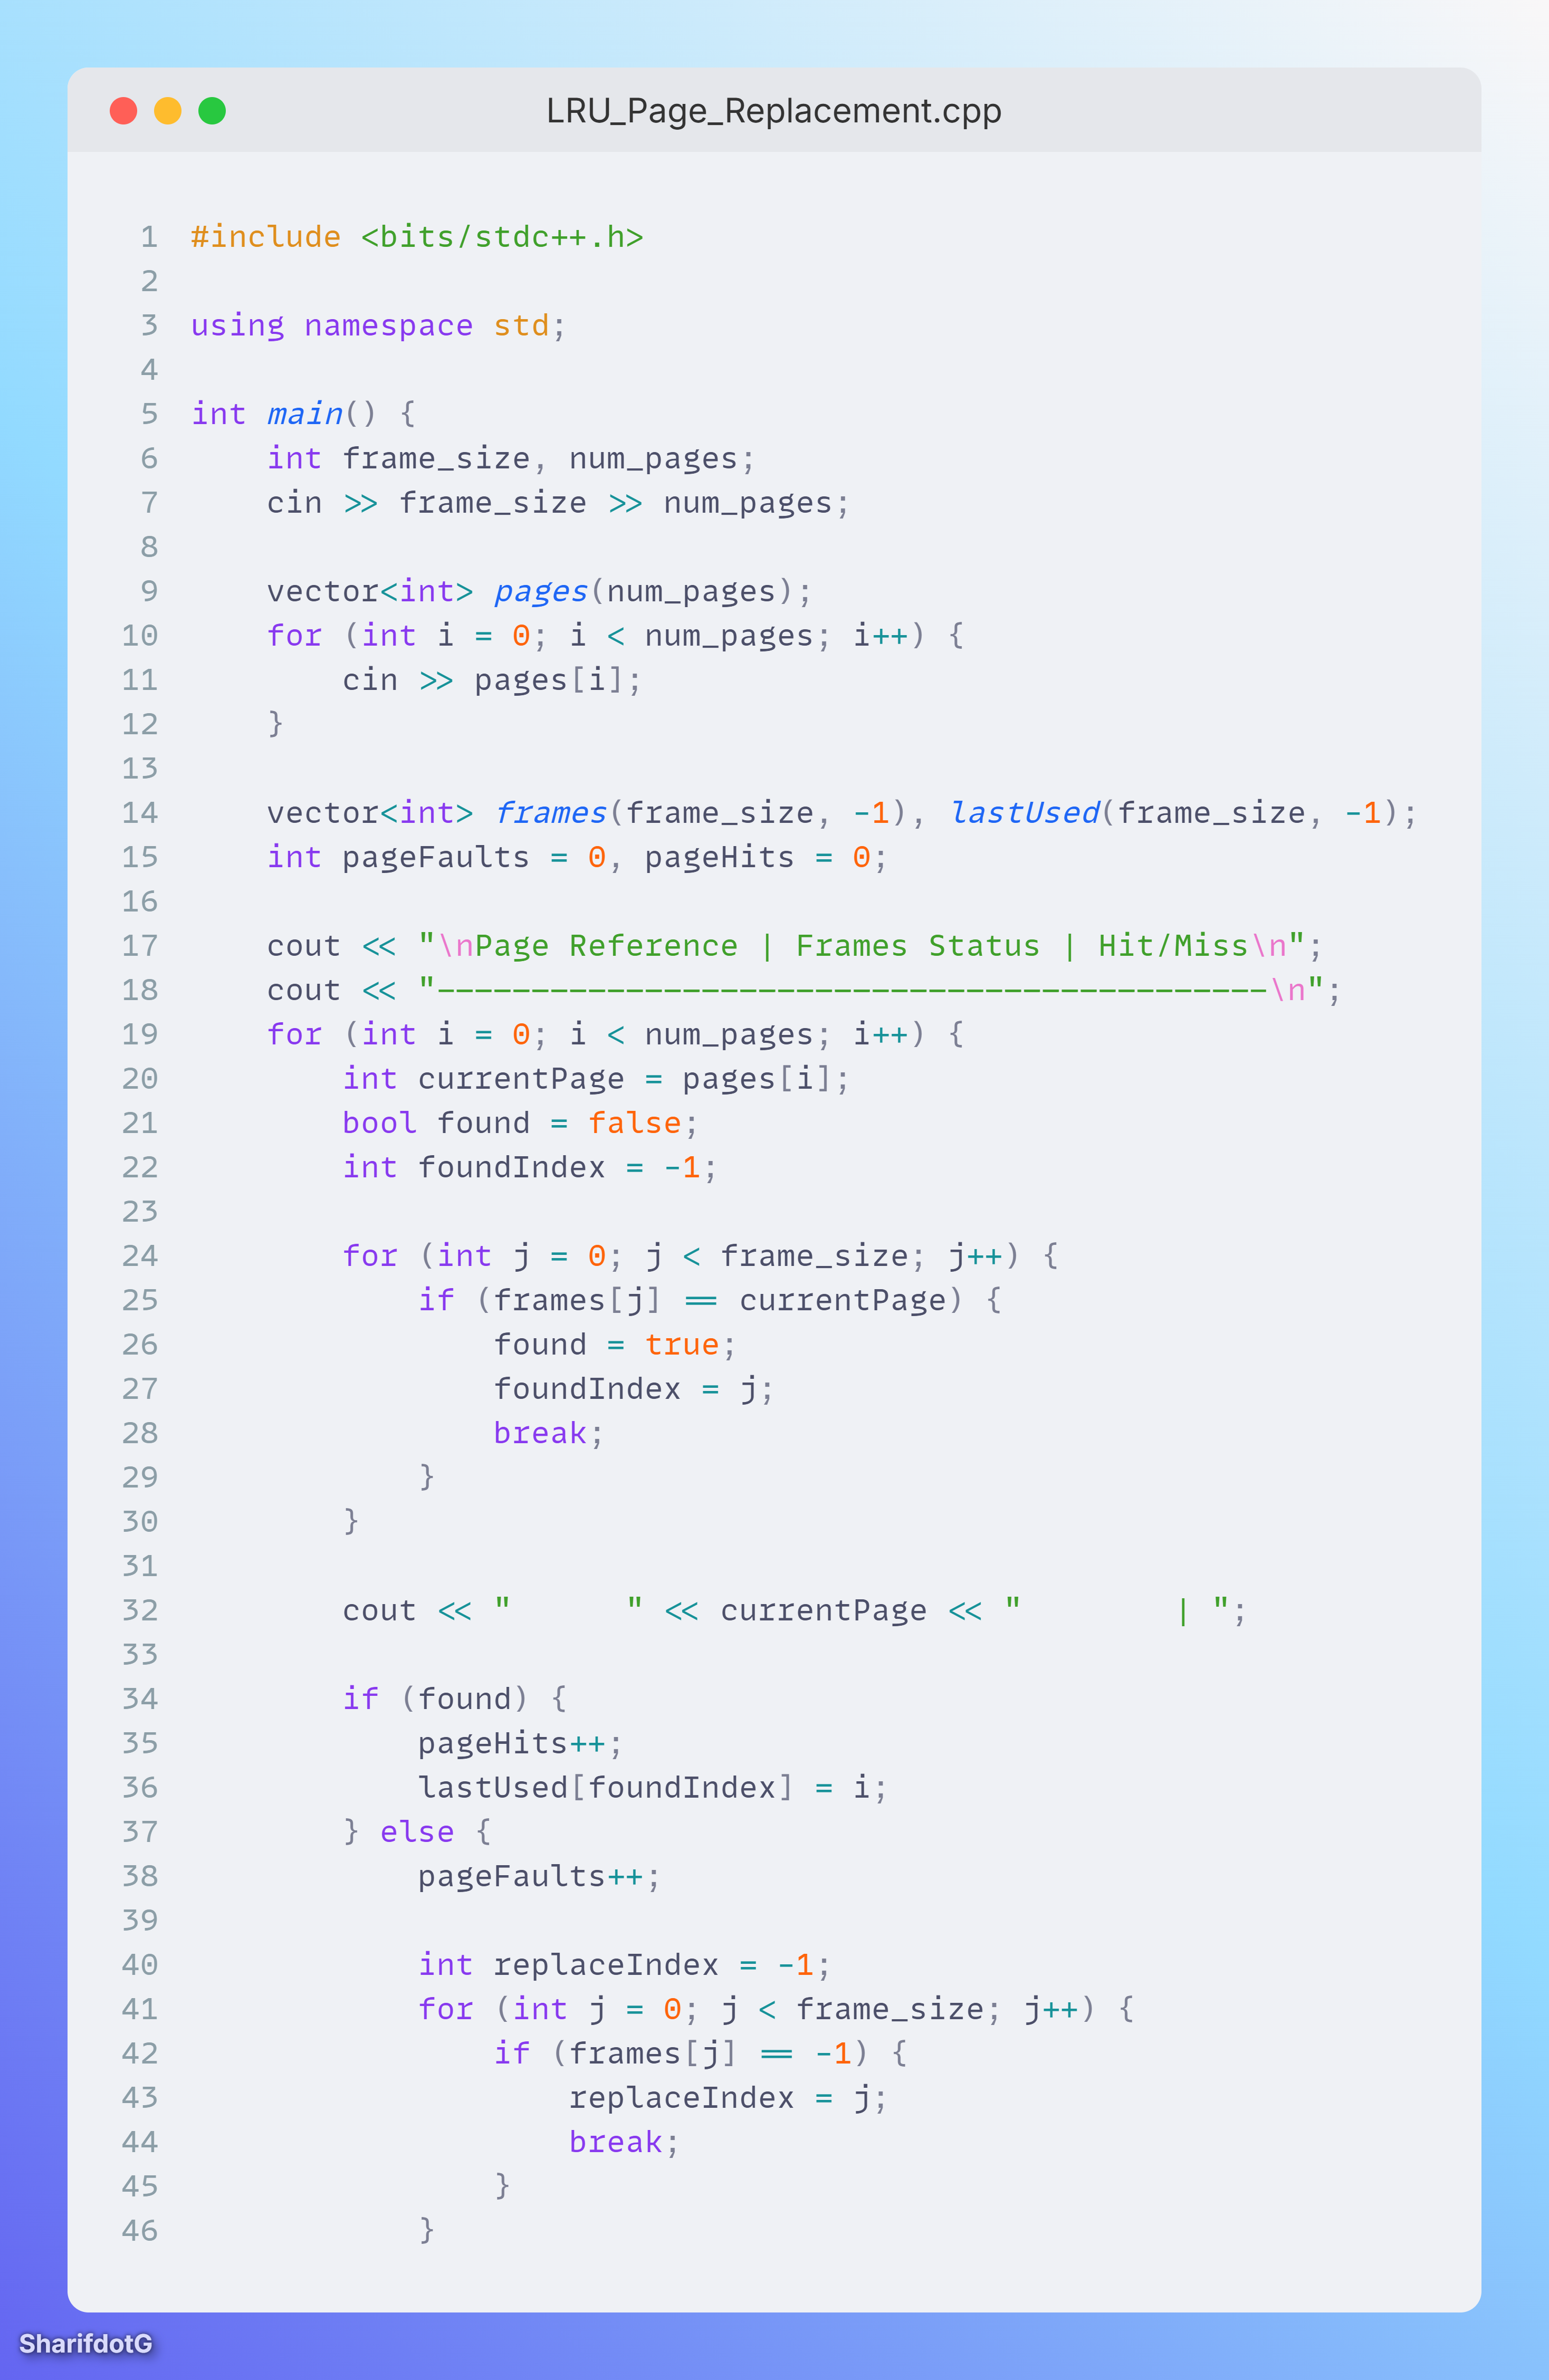 LRU_Page_Replacement.cpp
1 #include <bits/stdc++.h>
2
3 using namespace std;
4
5 int main() {
6     int frame_size, num_pages;
7     cin >> frame_size >> num_pages;
8
9     vector<int> pages(num_pages);
10     for (int i = 0; i < num_pages; i++) {
11         cin >> pages[i];
12     }
13
14     vector<int> frames(frame_size, -1), lastUsed(frame_size, -1);
15     int pageFaults = 0, pageHits = 0;
16
17     cout << "\nPage Reference | Frames Status | Hit/Miss\n";
18     cout << "--------------------------------------------\n";
19     for (int i = 0; i < num_pages; i++) {
20         int currentPage = pages[i];
21         bool found = false;
22         int foundIndex = -1;
23
24         for (int j = 0; j < frame_size; j++) {
25             if (frames[j] == currentPage) {
26                 found = true;
27                 foundIndex = j;
28                 break;
29             }
30         }
31
32         cout << "      " << currentPage << "        | ";
33
34         if (found) {
35             pageHits++;
36             lastUsed[foundIndex] = i;
37         } else {
38             pageFaults++;
39
40             int replaceIndex = -1;
41             for (int j = 0; j < frame_size; j++) {
42                 if (frames[j] == -1) {
43                     replaceIndex = j;
44                     break;
45                 }
46             }
SharifdotG